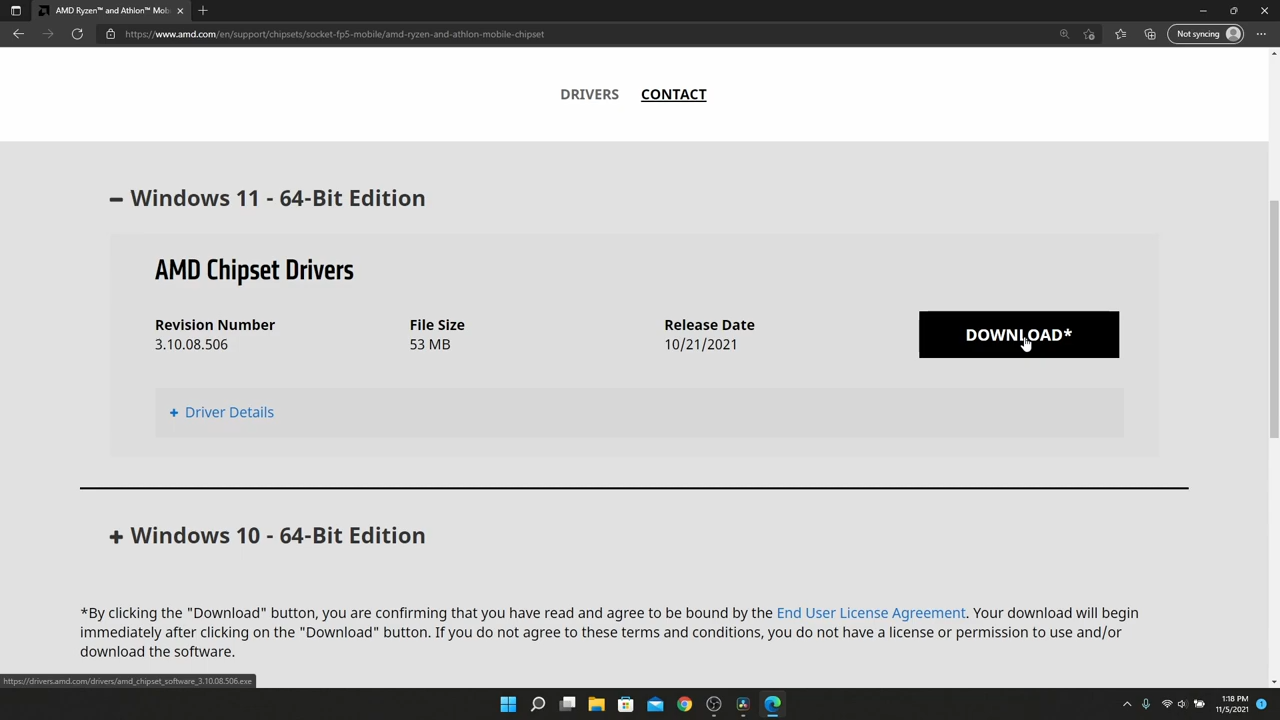 AMD Ryzen™ and Athlon™ Mob
https://www.amd.com/en/support/chipsets/socket-fp5-mobile/amd-ryzen-and-athlon-mobile-chipset
Not syncing
DRIVERS CONTACT
Windows 11 - 64-Bit Edition
AMD Chipset Drivers
Revision Number File Size Release Date
3.10.08.506 53 MB 10/21/2021
DOWNLOAD*
+ Driver Details
Windows 10 - 64-Bit Edition
*By clicking the "Download" button, you are confirming that you have read and agree to be bound by the End User License Agreement. Your download will begin
immediately after clicking on the "Download" button. If you do not agree to these terms and conditions, you do not have a license or permission to use and/or
download the software.
https://drivers.amd.com/drivers/amd_chipset_software_3.10.08.506.exe
1:18 PM
11/5/2021
1